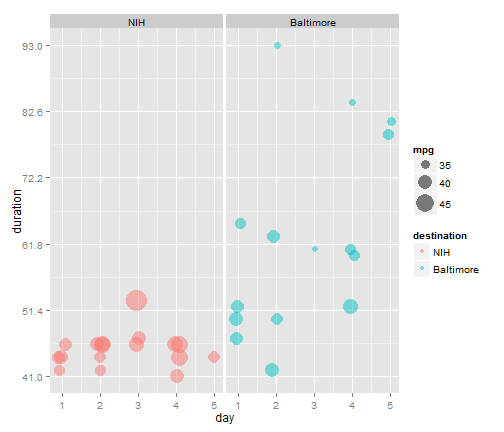 NIH Baltimore
93.0
82.6
72.2
61.8
51.4
41.0
duration
1 2 3 4 5 1 2 3 4 5
day
mpg
35
40
45
destination
NIH
Baltimore